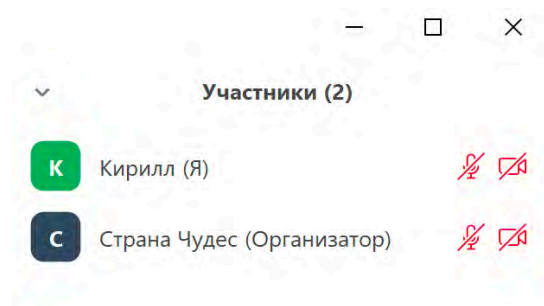 Участники (2)
К Кирилл (Я)
С Страна Чудес (Организатор)